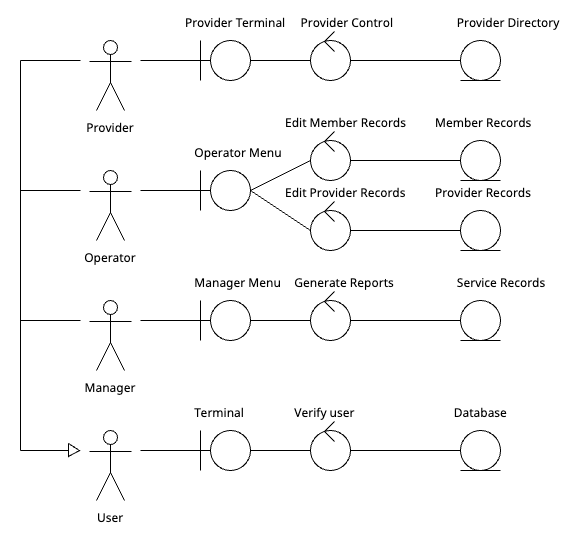 Provider Terminal
Provider Control
Provider Directory
Provider
Edit Member Records
Member Records
Operator Menu
Edit Provider Records
Provider Records
Operator
Manager Menu
Generate Reports
Service Records
Manager
Terminal
Verify user
Database
User